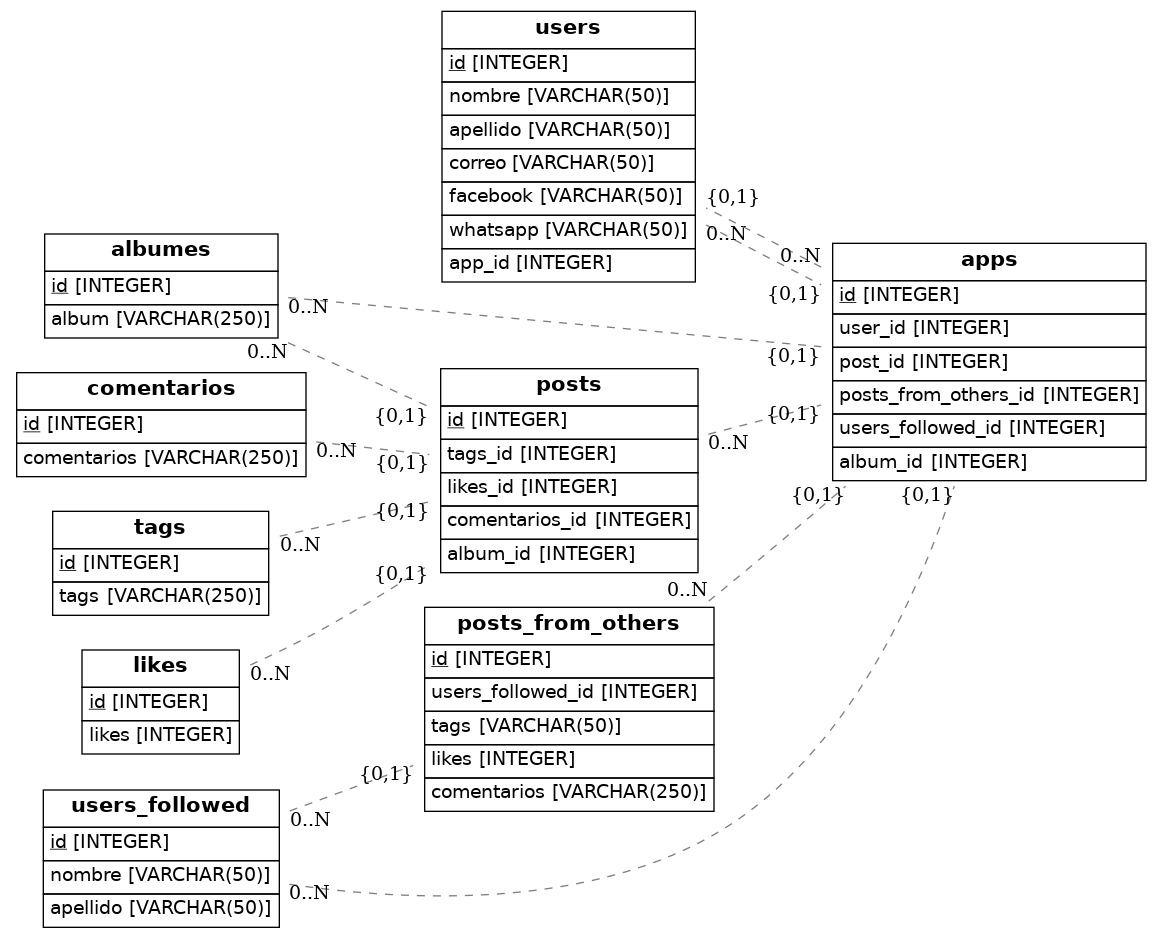 users
id [INTEGER]
nombre [VARCHAR(50)]
apellido [VARCHAR(50)]
correo [VARCHAR(50)]
facebook [VARCHAR(50)]
whatsapp [VARCHAR(50)]
app_id [INTEGER]
{0,1}
0..N
0..N
{0,1}
albumes
id [INTEGER]
album [VARCHAR(250)]
0..N
{0,1}
0..N
{0,1}
apps
id [INTEGER]
user_id [INTEGER]
post_id [INTEGER]
posts_from_others_id [INTEGER]
users_followed_id [INTEGER]
album_id [INTEGER]
comentarios
id [INTEGER]
comentarios [VARCHAR(250)]
0..N
{0,1}
posts
id [INTEGER]
tags_id [INTEGER]
likes_id [INTEGER]
comentarios_id [INTEGER]
album_id [INTEGER]
0..N
{0,1}
{0,1}
{0,1}
tags
id [INTEGER]
tags [VARCHAR(250)]
0..N
{0,1}
likes
id [INTEGER]
likes [INTEGER]
0..N
{0,1}
0..N
posts_from_others
id [INTEGER]
users_followed_id [INTEGER]
tags [VARCHAR(50)]
likes [INTEGER]
comentarios [VARCHAR(250)]
{0,1}
0..N
users_followed
id [INTEGER]
nombre [VARCHAR(50)]
apellido [VARCHAR(50)]
0..N